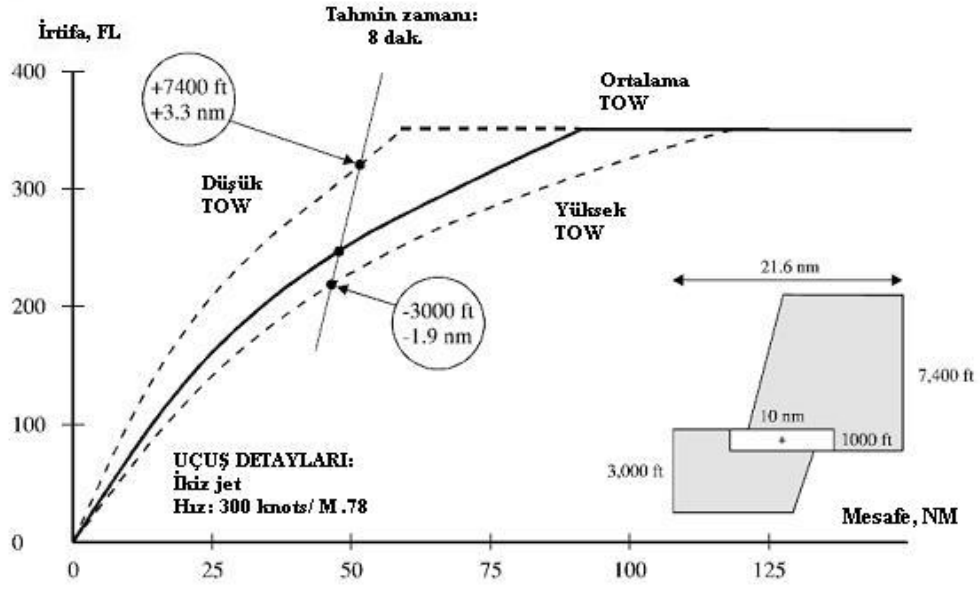 Tahmin zamanı:
8 dak.
İrtifa, FL
400
300
200
100
0
+7400 ft
+3.3 nm
Ortalama
TOW
Düşük
TOW
Yüksek
TOW
-3000 ft
-1.9 nm
21.6 nm
7,400 ft
10 nm
1000 ft
3,000 ft
UÇUŞ DETAYLARI:
İkiz jet
Hız: 300 knots/ M .78
Mesafe, NM
0
25
50
75
100
125